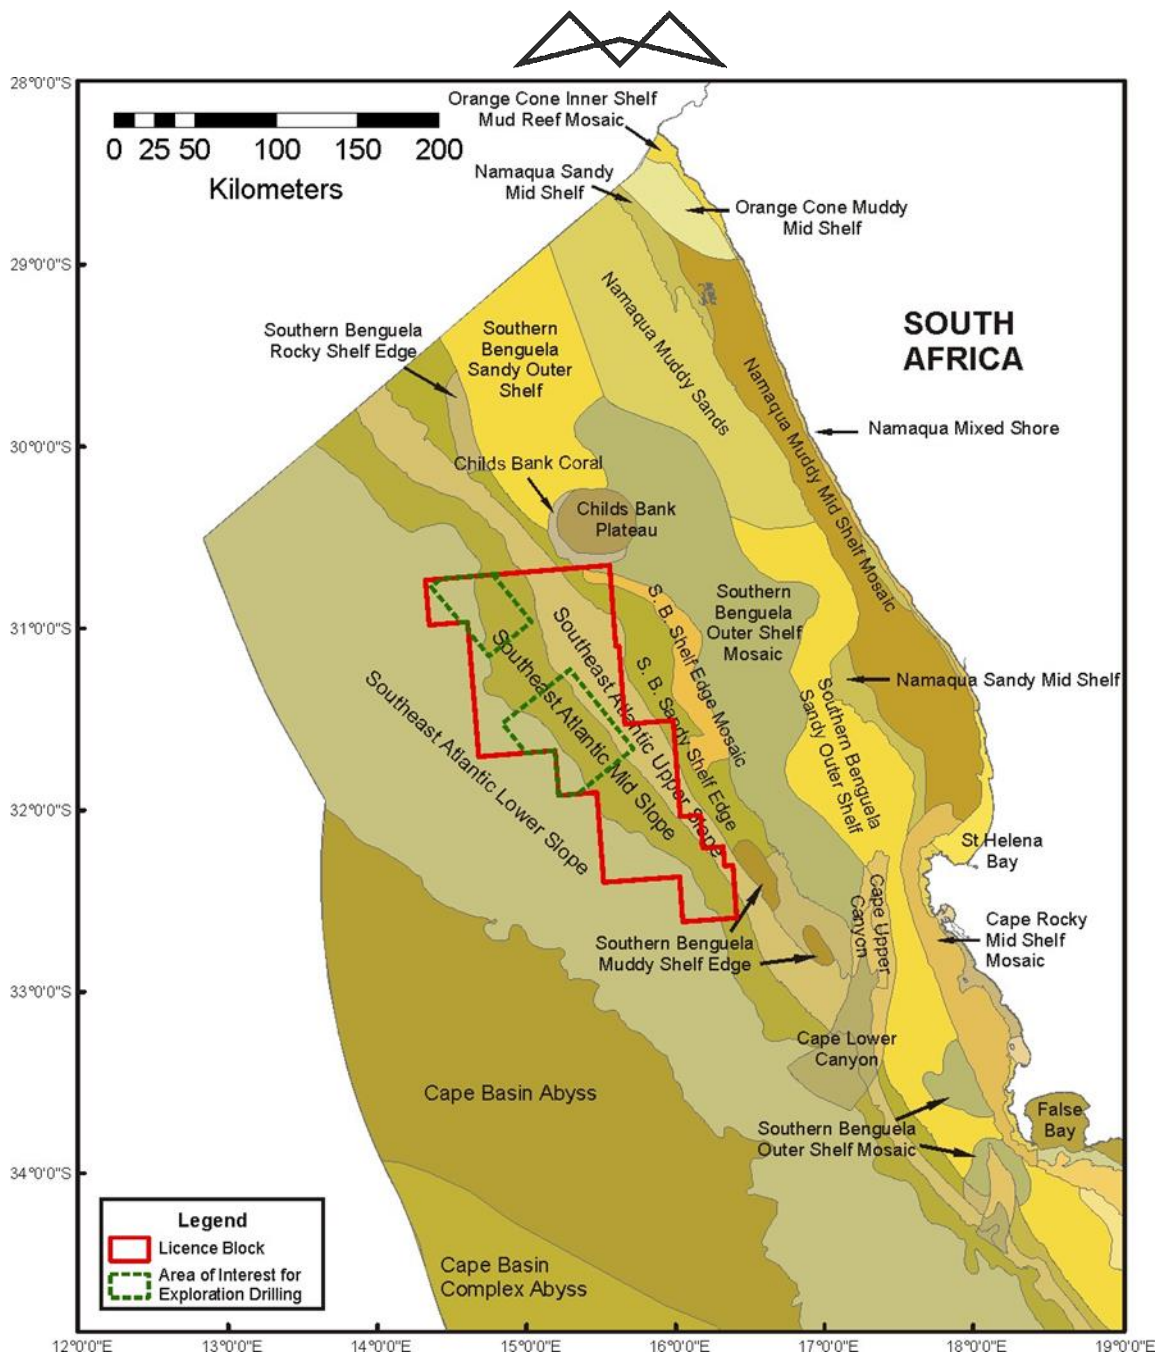 28°0'0"S
Orange Cone Inner Shelf
Mud Reef Mosaic
0 25 50 100 150 200
Kilometers
Namaqua Sandy
Mid Shelf
Orange Cone Muddy
Mid Shelf
29°0'0"S
SOUTH
AFRICA
Namaqua Muddy Sands
Southern Benguela
Rocky Shelf Edge
Southern
Benguela
Sandy Outer
Shelf
Namaqua Muddy Mid Shelf Mosaic
Namaqua Mixed Shore
30°0'0"S
Childs Bank Coral
Childs Bank
Plateau
Southern
Benguela
Outer Shelf
Mosaic
S. B. Shelf Edge Mosaic
31°0'0"S
Southeast Atlantic Upper Slope
Southeast Atlantic Mid Slope
S. B. Sandy Shelf Edge
Southeast Atlantic Lower Slope
Namaqua Sandy Mid Shelf
Southern Benguela
Sandy Outer Shelf
32°0'0"S
St Helena
Bay
Cape Upper
Canyon
Cape Rocky
Mid Shelf
Mosaic
Southern Benguela
Muddy Shelf Edge
33°0'0"S
Cape Lower
Canyon
Cape Basin Abyss
False
Bay
Southern Benguela
Outer Shelf Mosaic
34°0'0"S
Legend
Licence Block
Area of Interest for
Exploration Drilling
Cape Basin
Complex Abyss
12°0'0"E 13°0'0"E 14°0'0"E 15°0'0"E 16°0'0"E 17°0'0"E 18°0'0"E 19°0'0"E